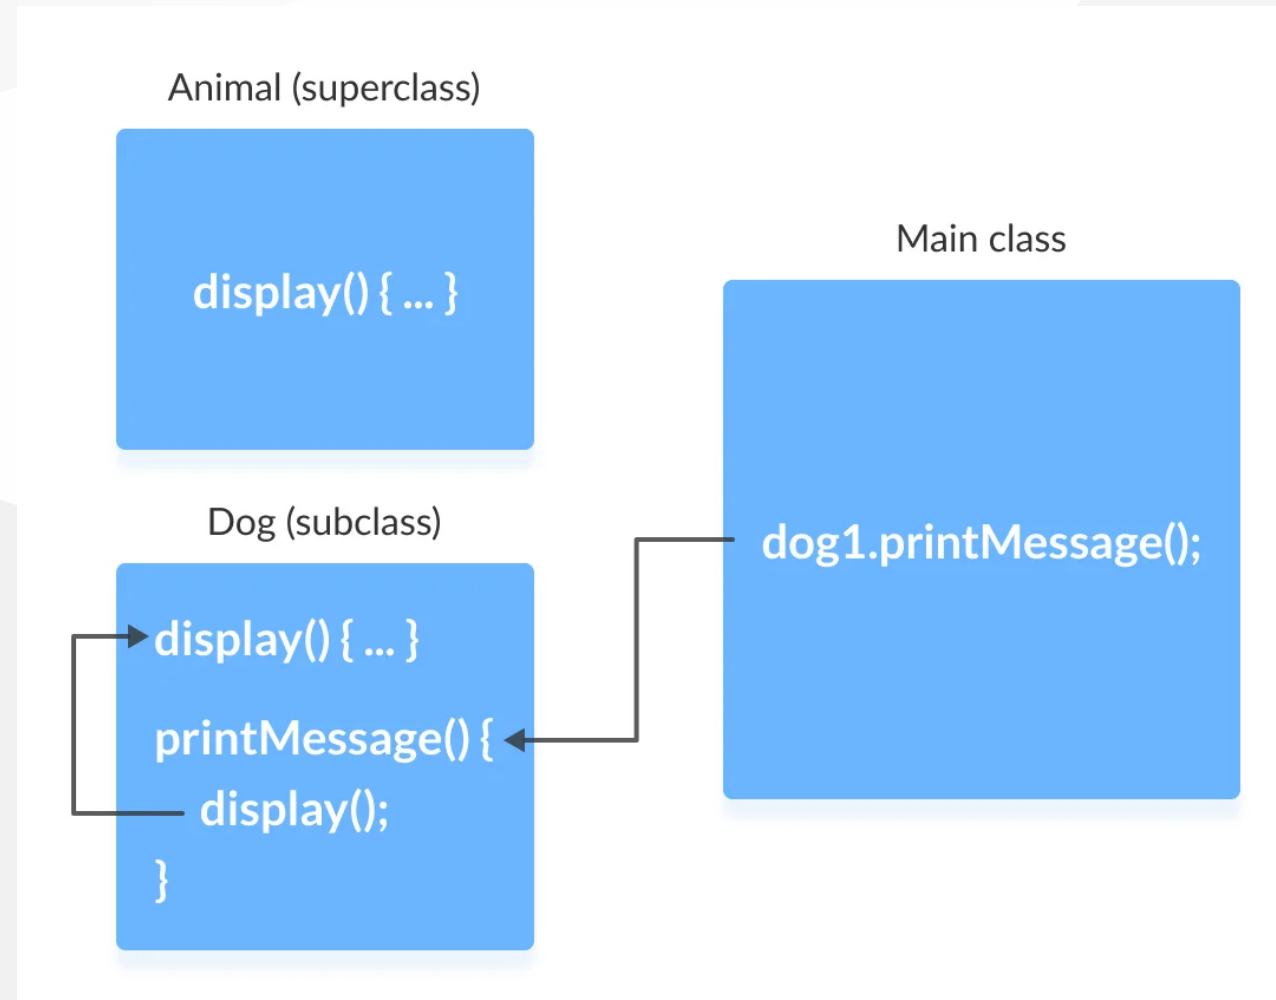 Animal (superclass)
display() { ... }
Dog (subclass)
display() { ... }
printMessage() {
display();
}
Main class
dog1.printMessage();